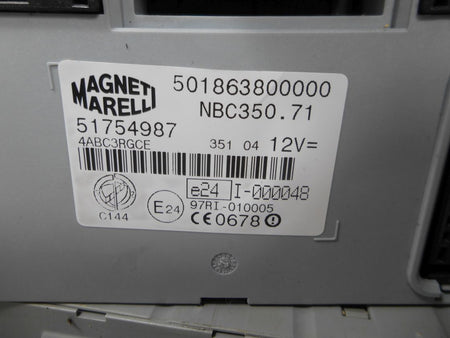 MAGNETI MARELLI
501863800000
NBC350.71
51754987
4ABC3RGCE
351 04 12V=
e24 I-000048
97RI-010005
C144
E24
CE0678